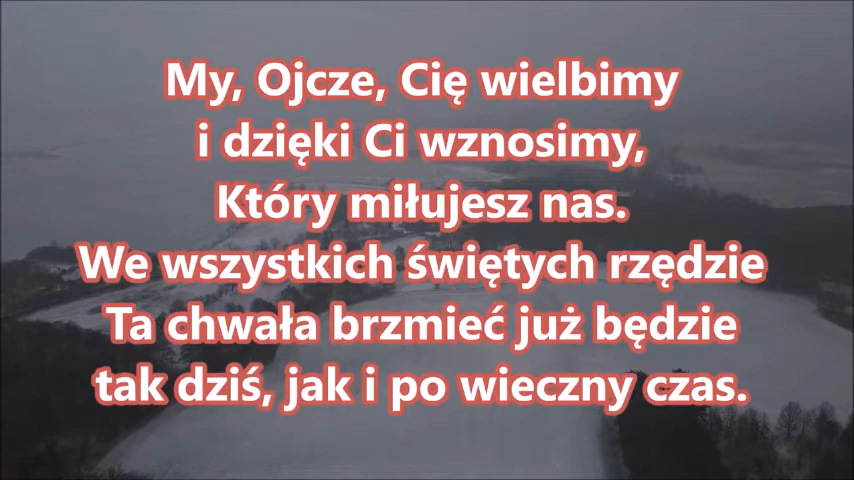 My, Ojcze, Cię wielbimy
i dzięki Ci wznosimy,
Który miłujesz nas.
We wszystkich świętych rzędzie
Ta chwała brzmieć już będzie
tak dziś, jak i po wieczny czas.